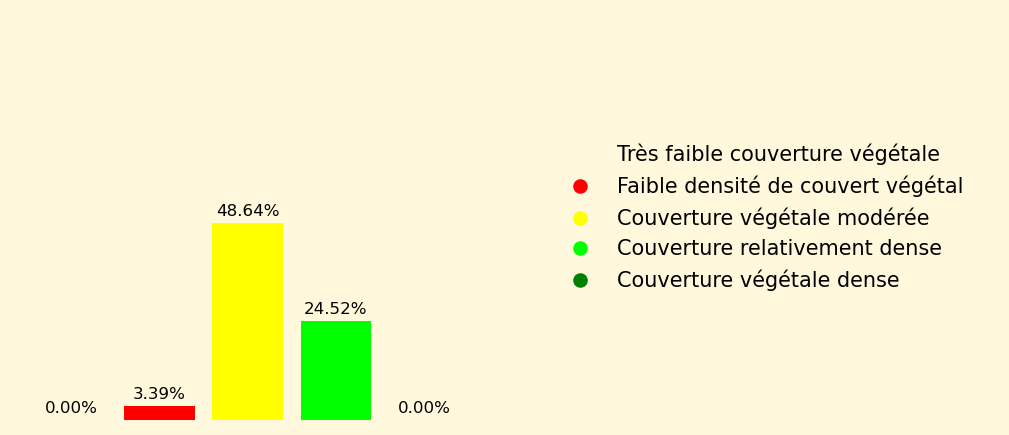 Très faible couverture végétale
Faible densité de couvert végétal
Couverture végétale modérée
Couverture relativement dense
Couverture végétale dense
48.64%
24.52%
3.39%
0.00%
0.00%